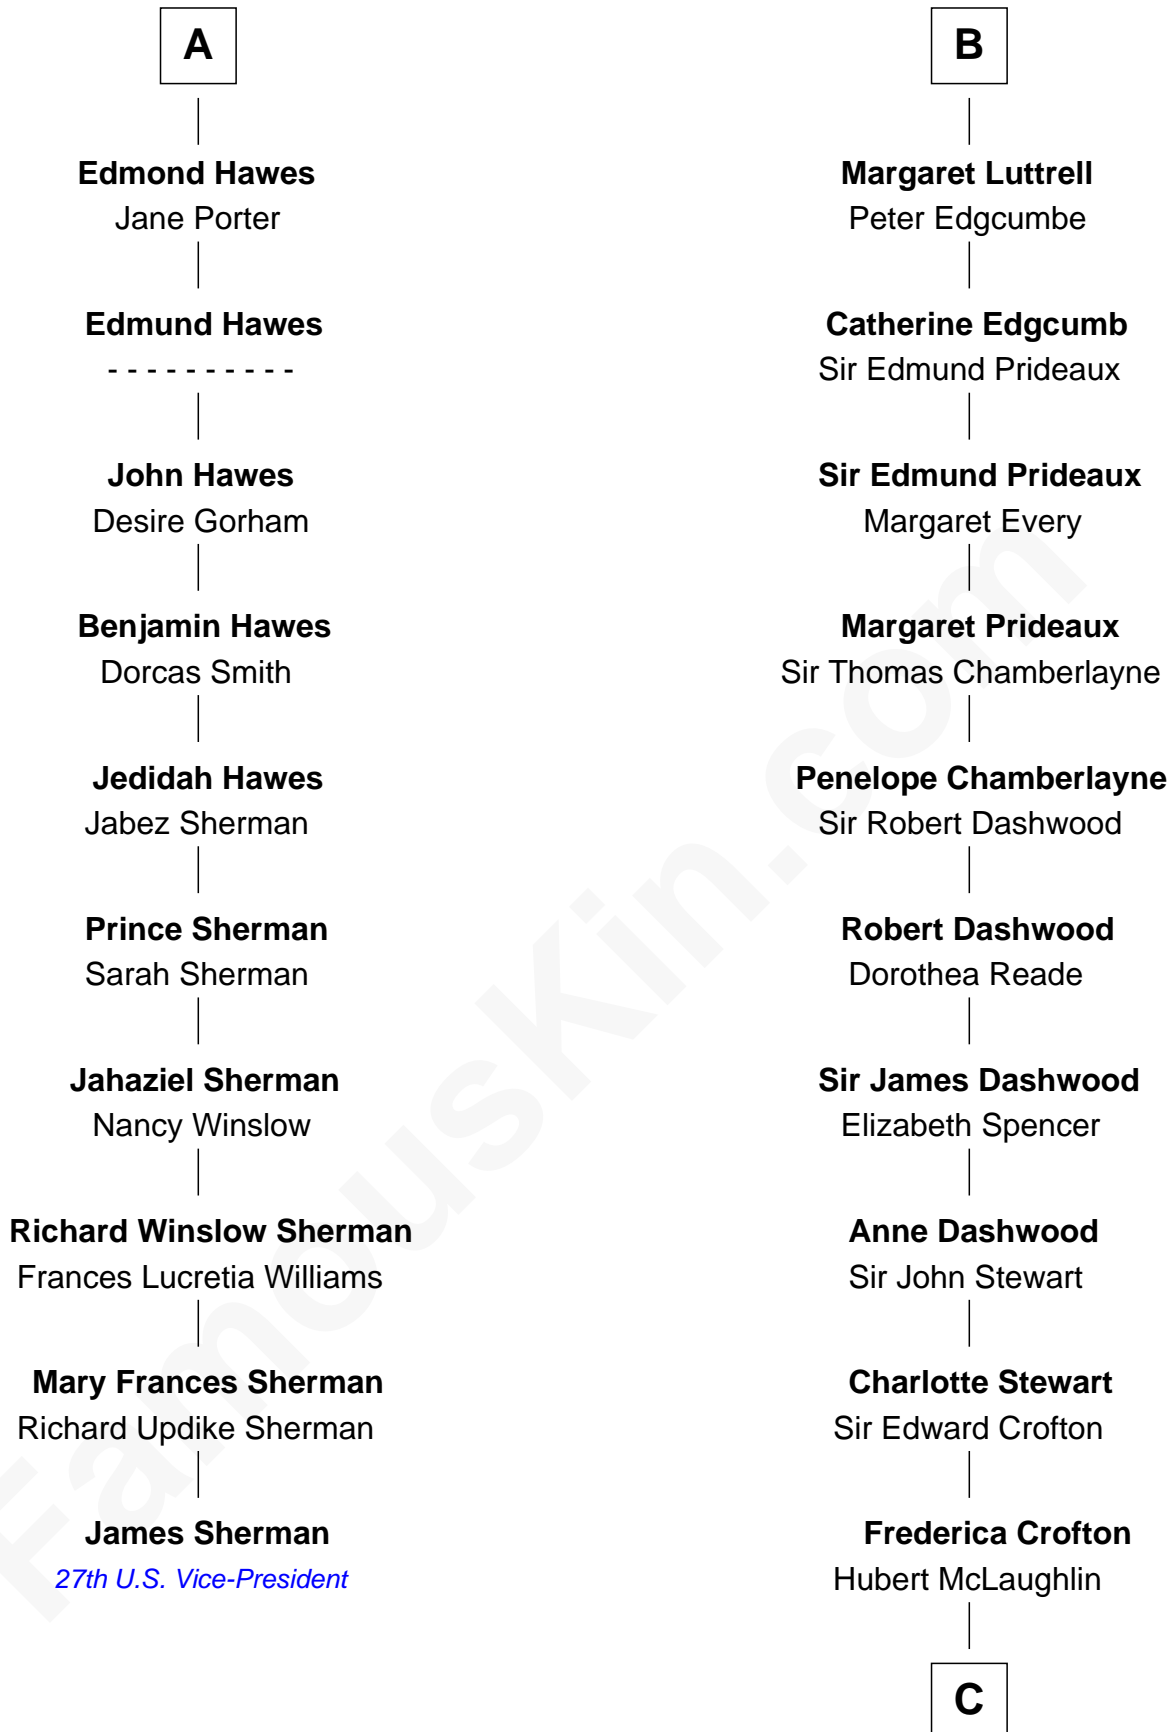 A
Edmond Hawes
Jane Porter
Edmund Hawes
- - - - - - - - - -
John Hawes
Desire Gorham
Benjamin Hawes
Dorcas Smith
Jedidah Hawes
Jabez Sherman
Prince Sherman
Sarah Sherman
Jahaziel Sherman
Nancy Winslow
Richard Winslow Sherman
Frances Lucretia Williams
Mary Frances Sherman
Richard Updike Sherman
James Sherman
27th U.S. Vice-President
B
Margaret Luttrell
Peter Edgcumbe
Catherine Edgcumb
Sir Edmund Prideaux
Sir Edmund Prideaux
Margaret Every
Margaret Prideaux
Sir Thomas Chamberlayne
Penelope Chamberlayne
Sir Robert Dashwood
Robert Dashwood
Dorothea Reade
Sir James Dashwood
Elizabeth Spencer
Anne Dashwood
Sir John Stewart
Charlotte Stewart
Sir Edward Crofton
Frederica Crofton
Hubert McLaughlin
C
FamousKin.com